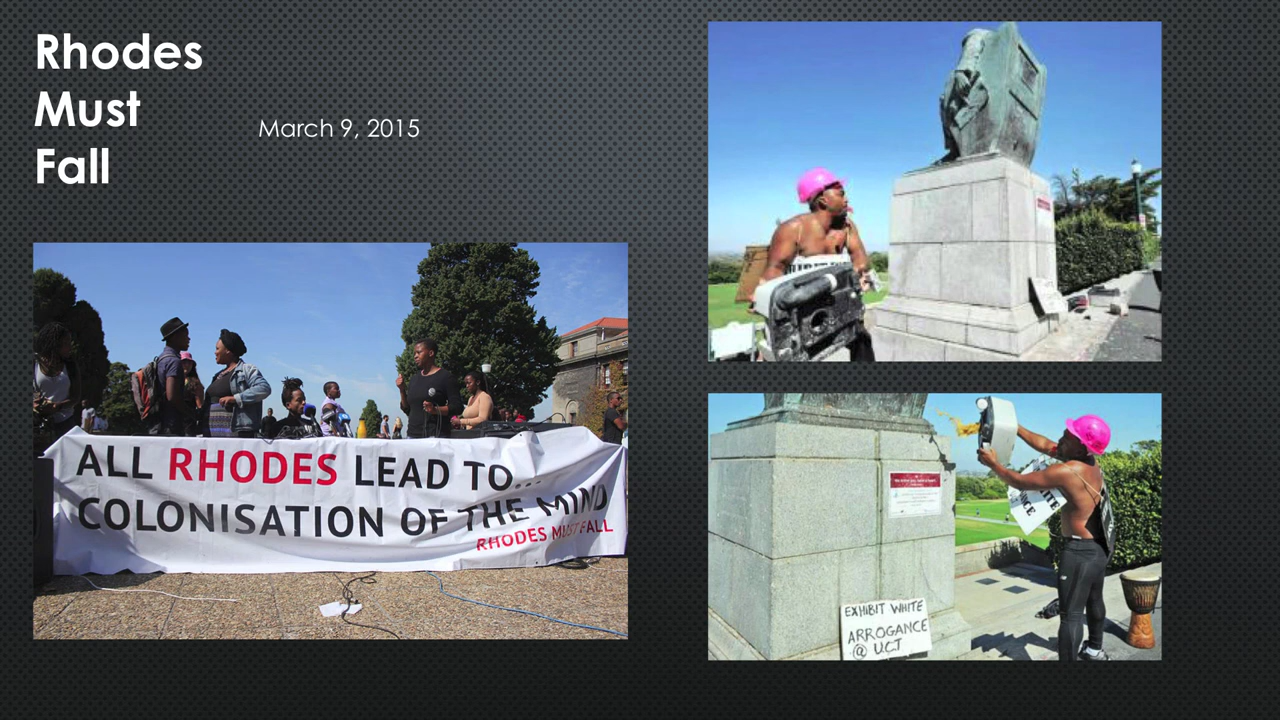 Rhodes
Must
Fall
March 9, 2015
ALL RHODES LEAD TO...
COLONISATION OF THE MIND
RHODES MUST FALL
EXHIBIT WHITE
ARROGANCE
@ U.C.T